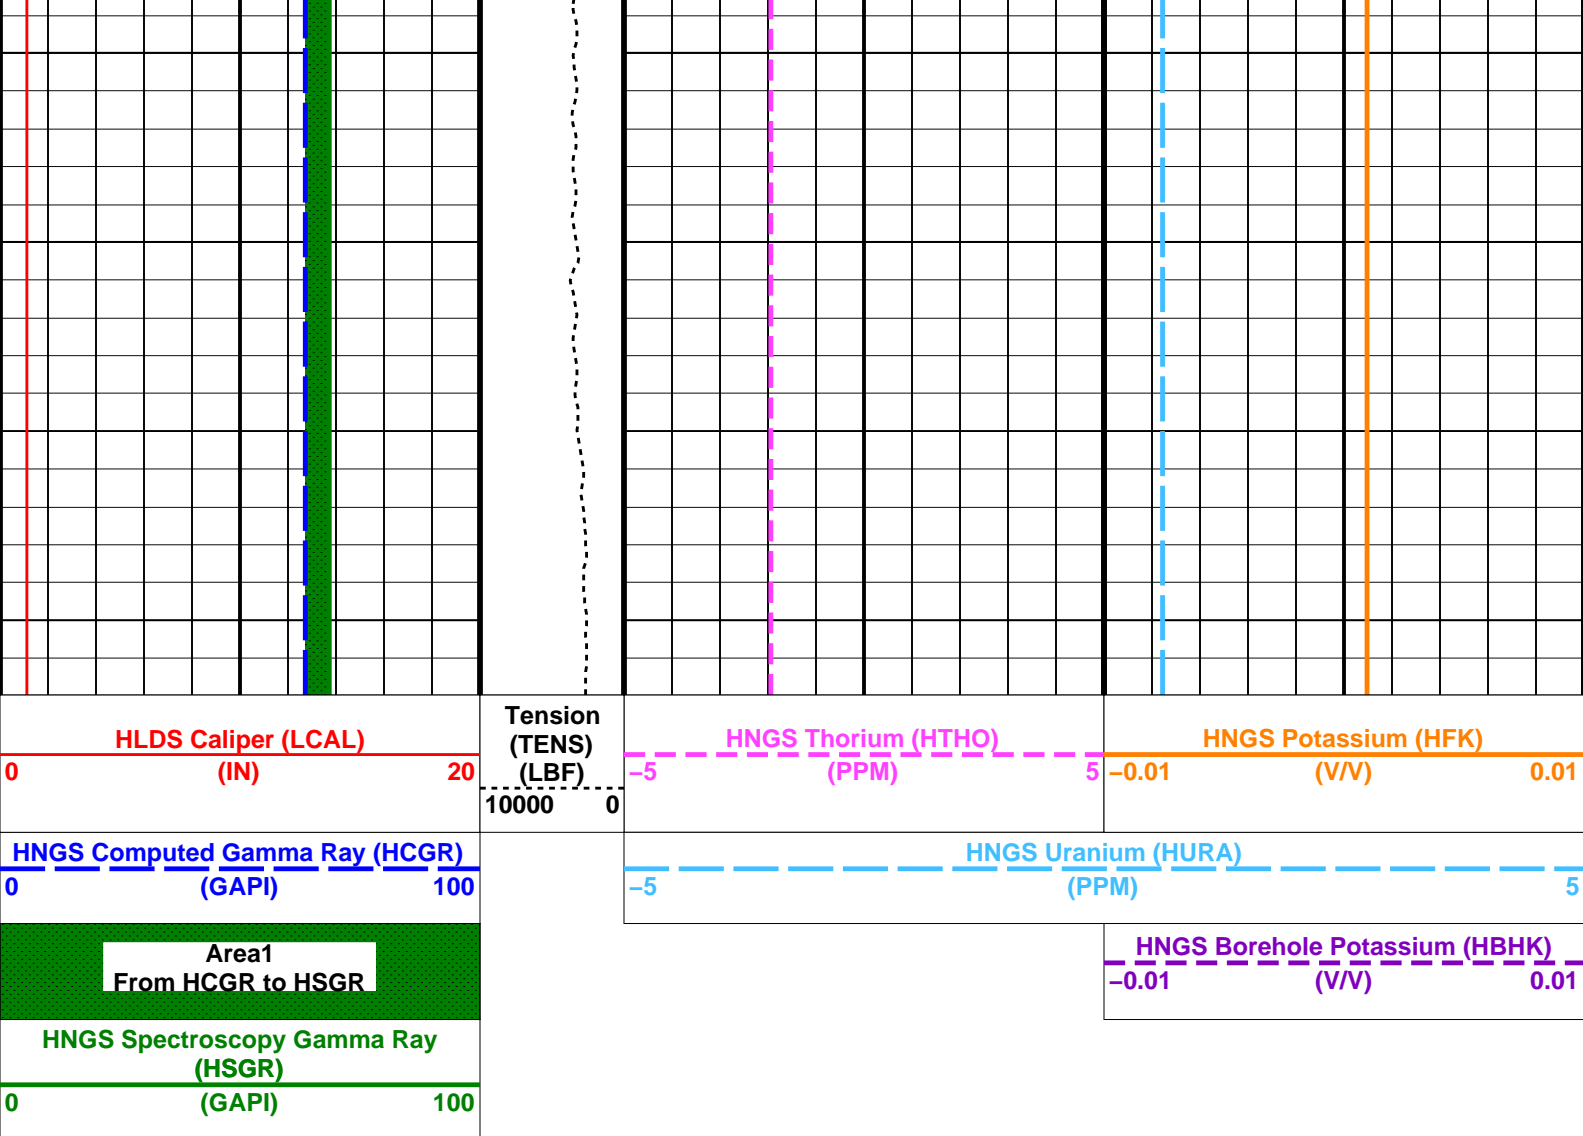 HLDS Caliper (LCAL)
0 (IN) 20
Tension
(TENS)
(LBF)
10000 0
HNGS Thorium (HTHO)
−5 (PPM) 5
HNGS Potassium (HFK)
−0.01 (V/V) 0.01
HNGS Computed Gamma Ray (HCGR)
0 (GAPI) 100
HNGS Uranium (HURA)
−5 (PPM) 5
Area1
From HCGR to HSGR
HNGS Borehole Potassium (HBHK)
−0.01 (V/V) 0.01
HNGS Spectroscopy Gamma Ray
(HSGR)
0 (GAPI) 100